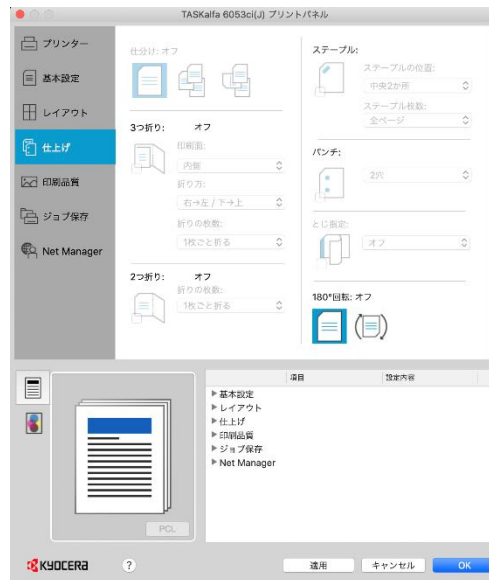 TASKalfa 6053ci(J) プリントパネル
プリンター
基本設定
レイアウト
仕上げ
印刷品質
ジョブ保存
Net Manager
仕分け: オフ
3つ折り: オフ
印刷面:
内側
折り方:
右→左 / 下→上
折りの枚数:
1枚ごと折る
2つ折り: オフ
折りの枚数:
1枚ごと折る
ステープル:
ステープルの位置:
中央2か所
ステープル枚数:
全ページ
パンチ:
2穴
とじ指定:
オフ
180°回転: オフ
項目 設定内容
基本設定
レイアウト
仕上げ
印刷品質
ジョブ保存
Net Manager
PCL
KYOCERA
?
適用 キャンセル OK